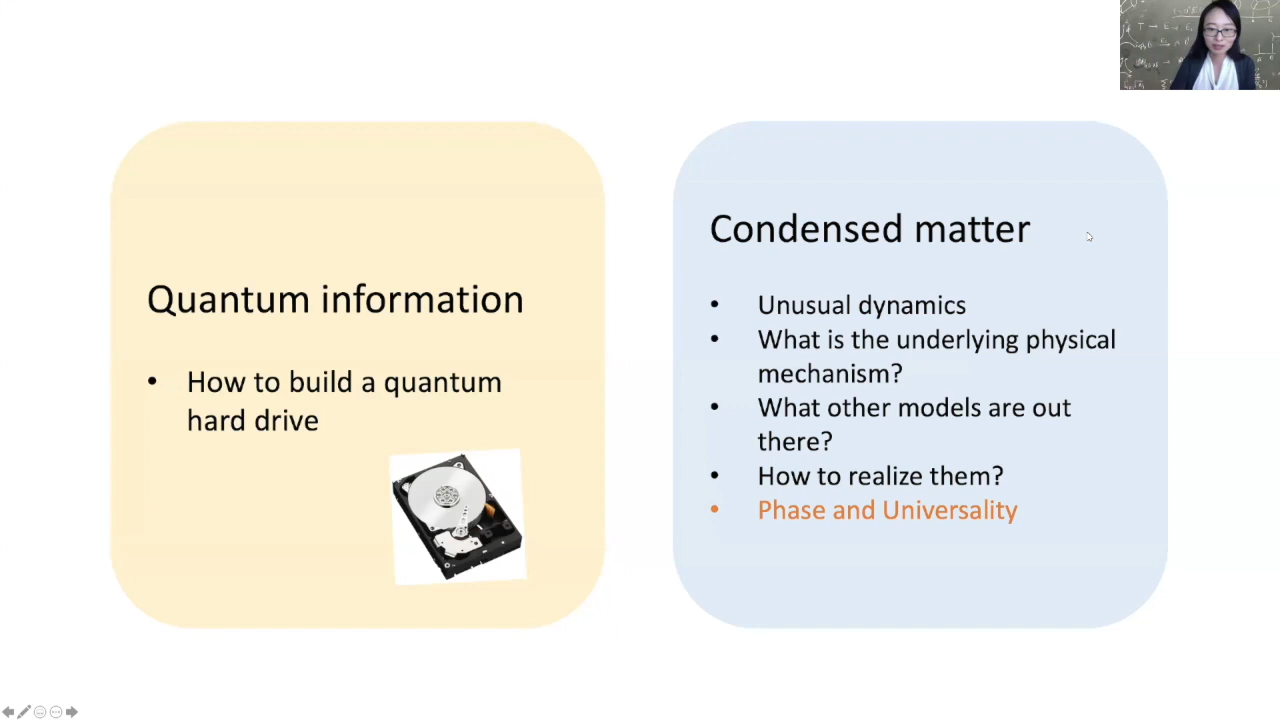 Quantum information
• How to build a quantum
hard drive
Condensed matter
• Unusual dynamics
• What is the underlying physical
mechanism?
• What other models are out
there?
• How to realize them?
• Phase and Universality